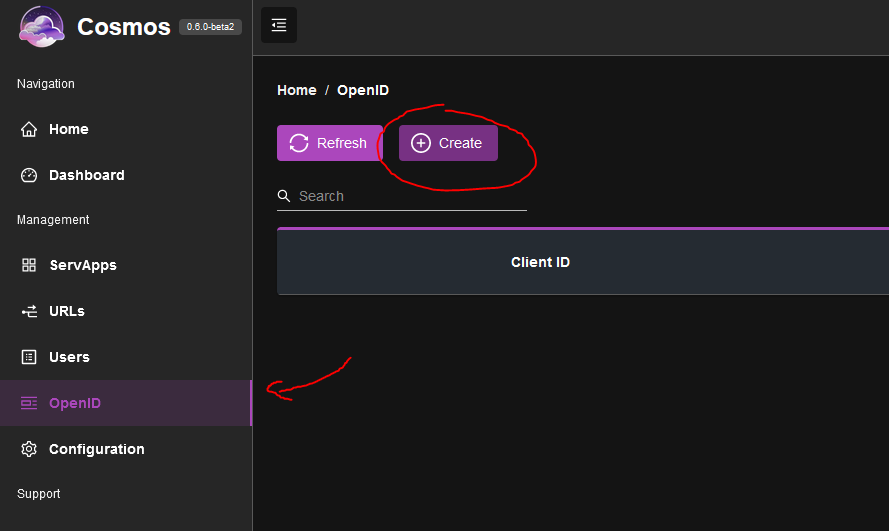 Cosmos 0.6.0-beta2
Navigation
Home
Dashboard
Management
ServApps
URLs
Users
OpenID
Configuration
Support
Home / OpenID
Refresh Create
Search
Client ID